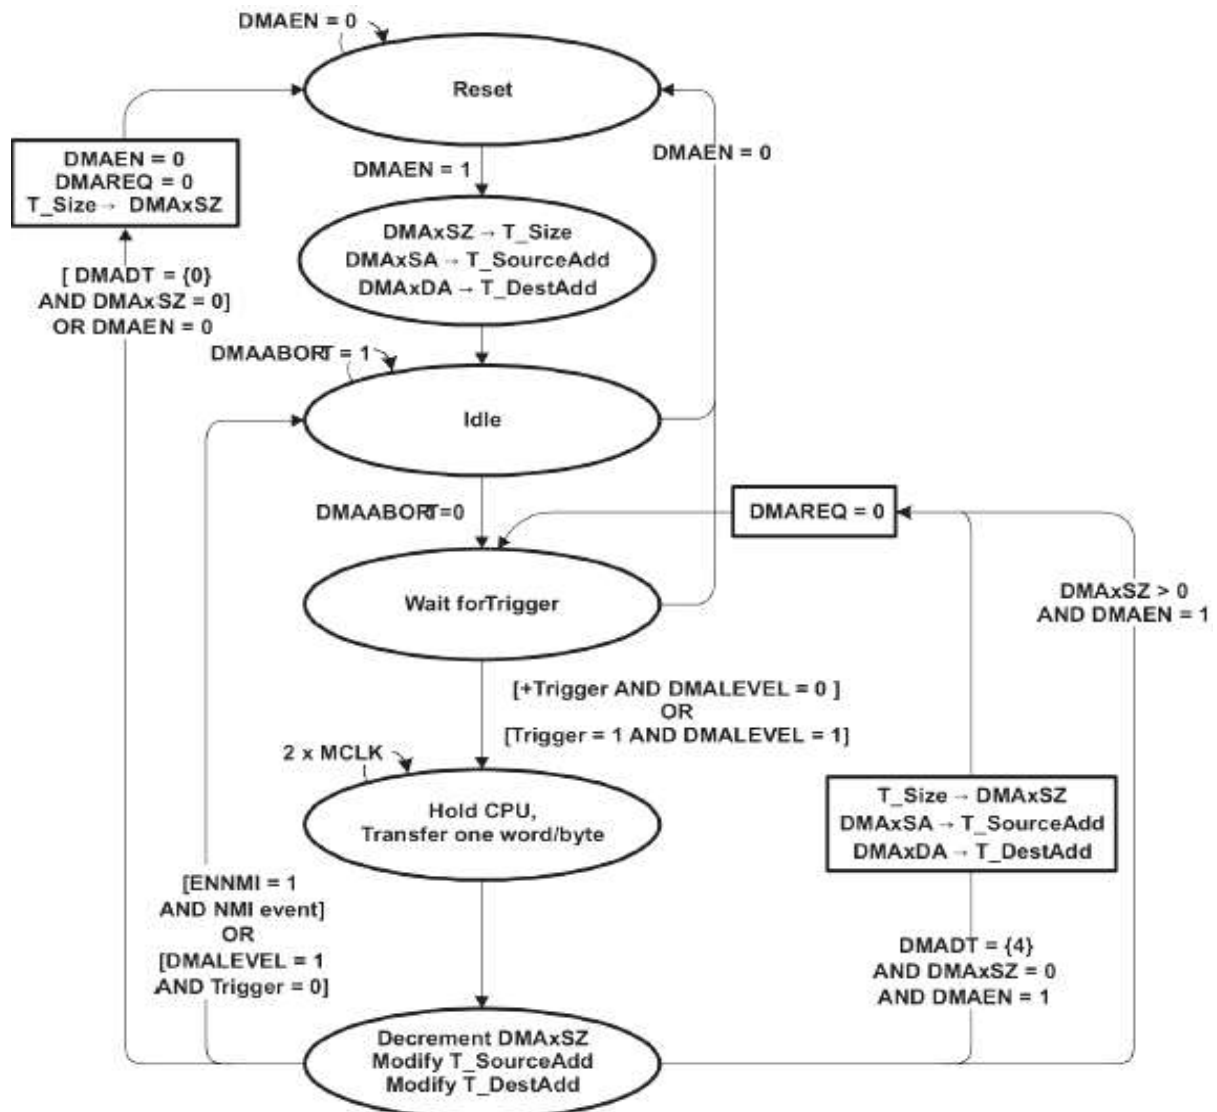 DMAEN = 0
Reset
DMAEN = 0
DMAREQ = 0
T_Size → DMAxSZ
DMAEN = 1
DMAEN = 0
DMAxSZ → T_Size
DMAxSA → T_SourceAdd
DMAxDA → T_DestAdd
[ DMADT = {0}
AND DMAxSZ = 0]
OR DMAEN = 0
DMAABORT = 1
Idle
DMAABORT=0
DMAREQ = 0
Wait forTrigger
DMAxSZ > 0
AND DMAEN = 1
[+Trigger AND DMALEVEL = 0 ]
OR
[Trigger = 1 AND DMALEVEL = 1]
2 x MCLK
Hold CPU,
Transfer one word/byte
T_Size → DMAxSZ
DMAxSA → T_SourceAdd
DMAxDA → T_DestAdd
[ENNMI = 1
AND NMI event]
OR
[DMALEVEL = 1
AND Trigger = 0]
DMADT = {4}
AND DMAxSZ = 0
AND DMAEN = 1
Decrement DMAxSZ
Modify T_SourceAdd
Modify T_DestAdd